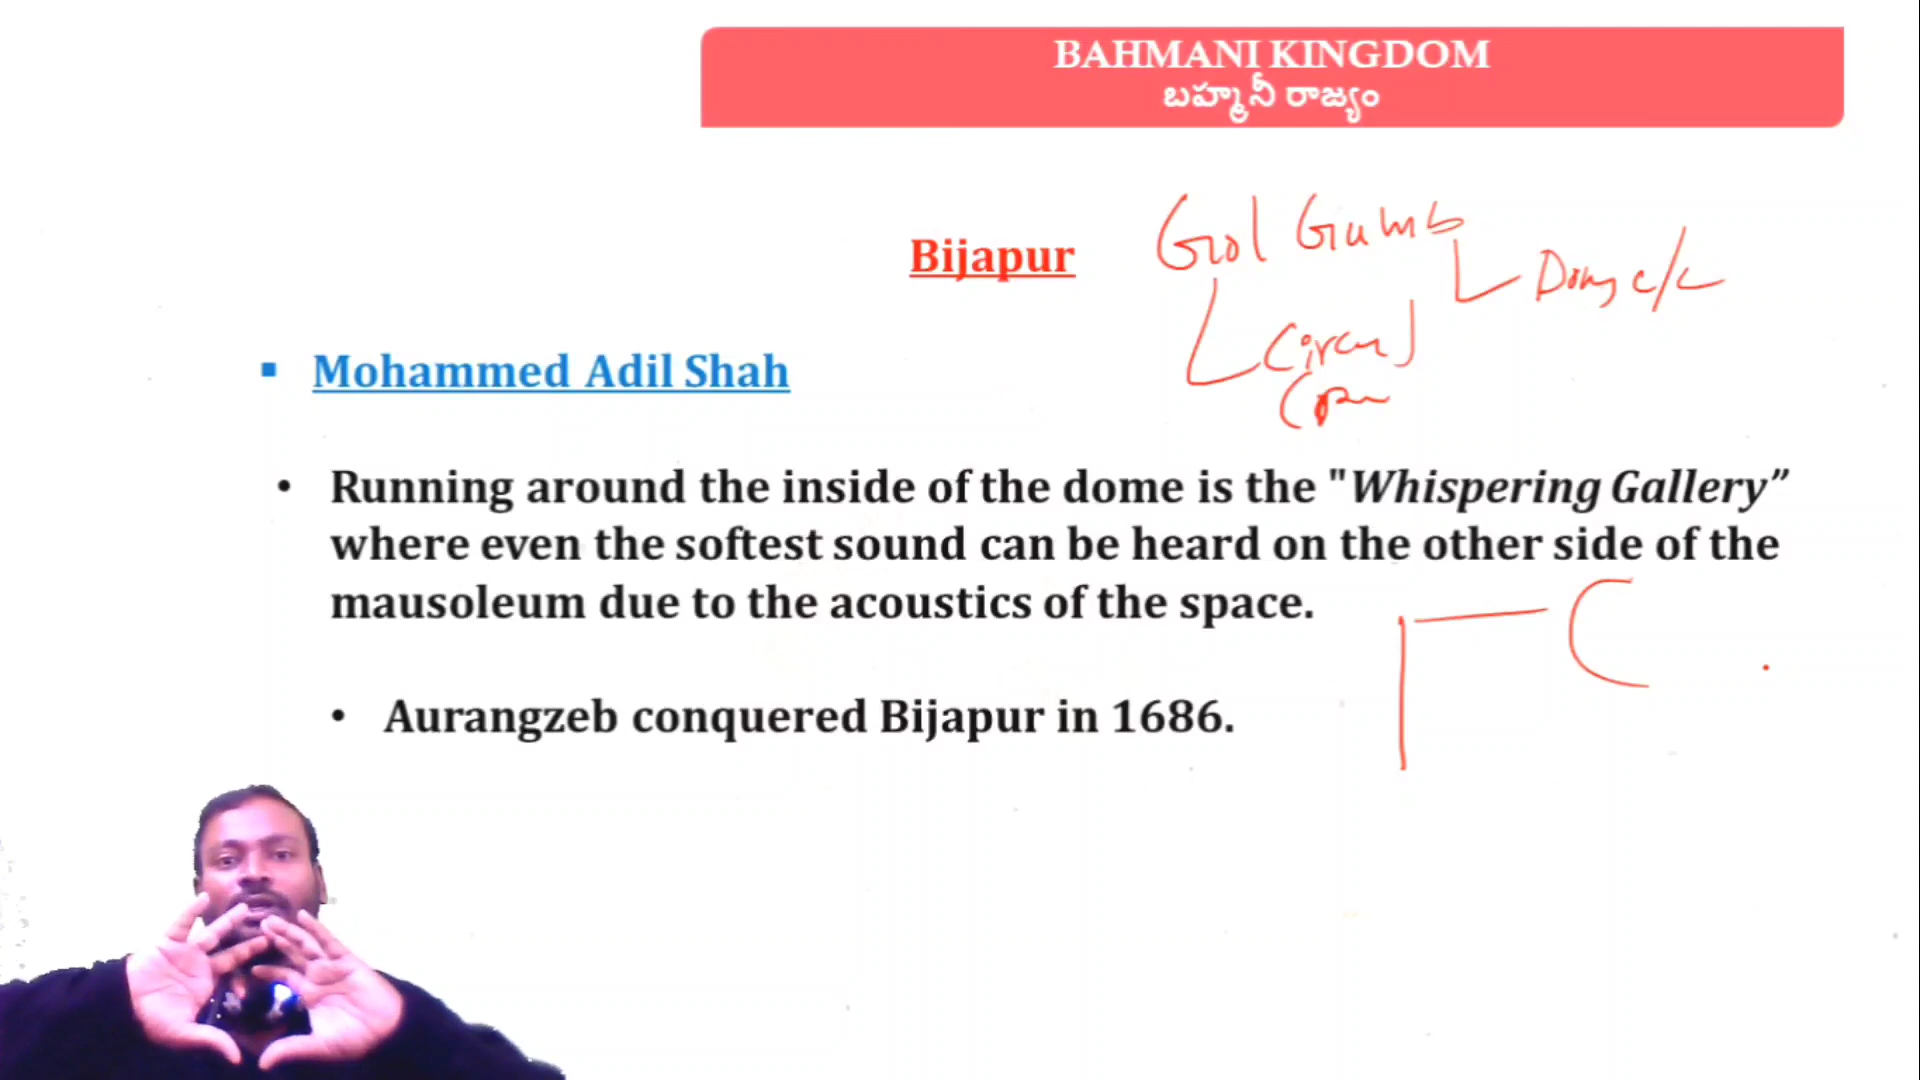 BAHMANI KINGDOM
బహ్మనీ రాజ్యం
Bijapur
Gol Gumb
▪ Mohammed Adil Shah
• Running around the inside of the dome is the "Whispering Gallery”
where even the softest sound can be heard on the other side of the
mausoleum due to the acoustics of the space.
• Aurangzeb conquered Bijapur in 1686.